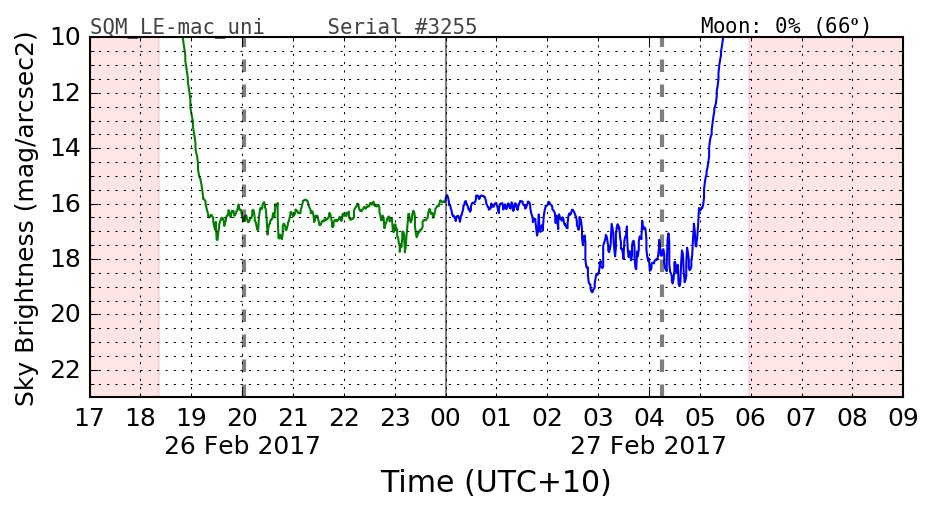 SQM_LE-mac_uni Serial #3255 Moon: 0% (66°)
Sky Brightness (mag/arcsec2)
10
12
14
16
18
20
22
17 18 19 20 21 22 23 00 01 02 03 04 05 06 07 08 09
26 Feb 2017 27 Feb 2017
Time (UTC+10)